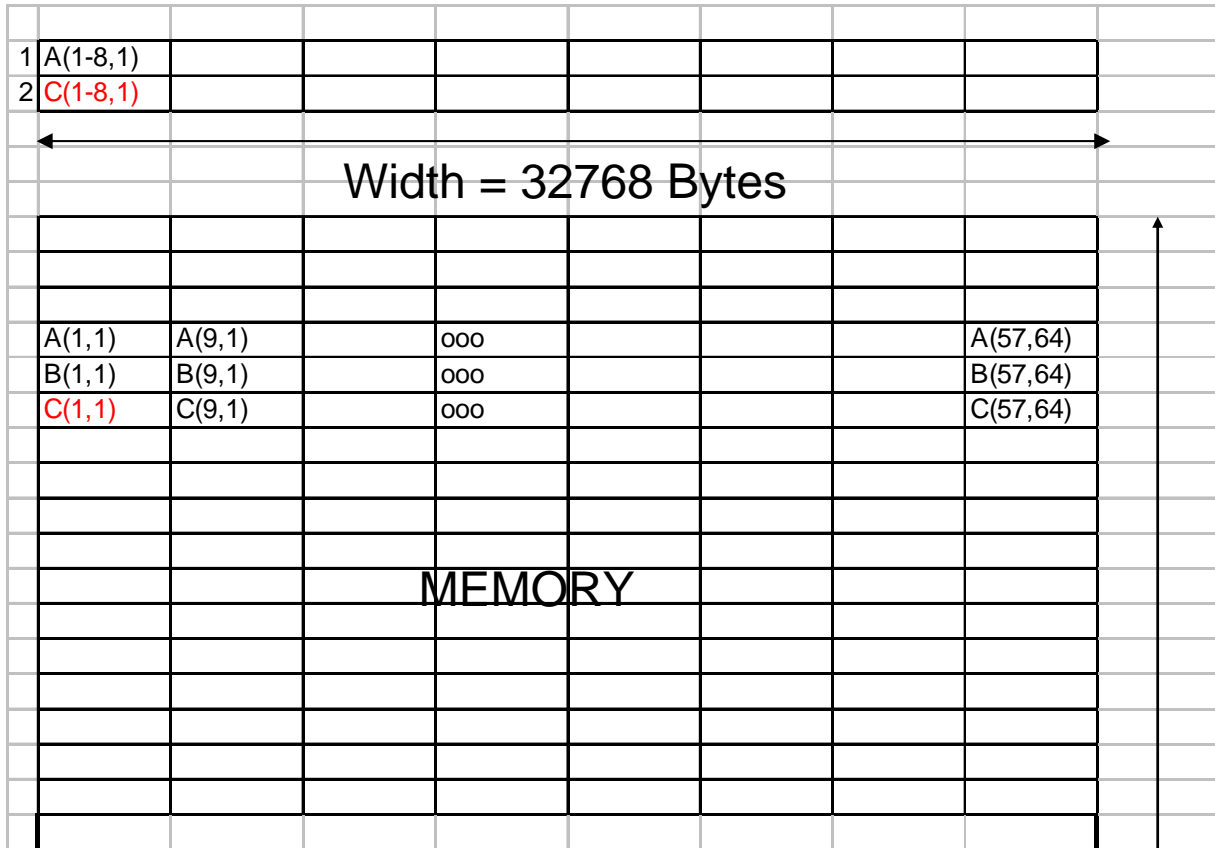 1 A(1-8,1)
2 C(1-8,1)
Width = 32768 Bytes
A(1,1) A(9,1) ooo A(57,64)
B(1,1) B(9,1) ooo B(57,64)
C(1,1) C(9,1) ooo C(57,64)
MEMORY